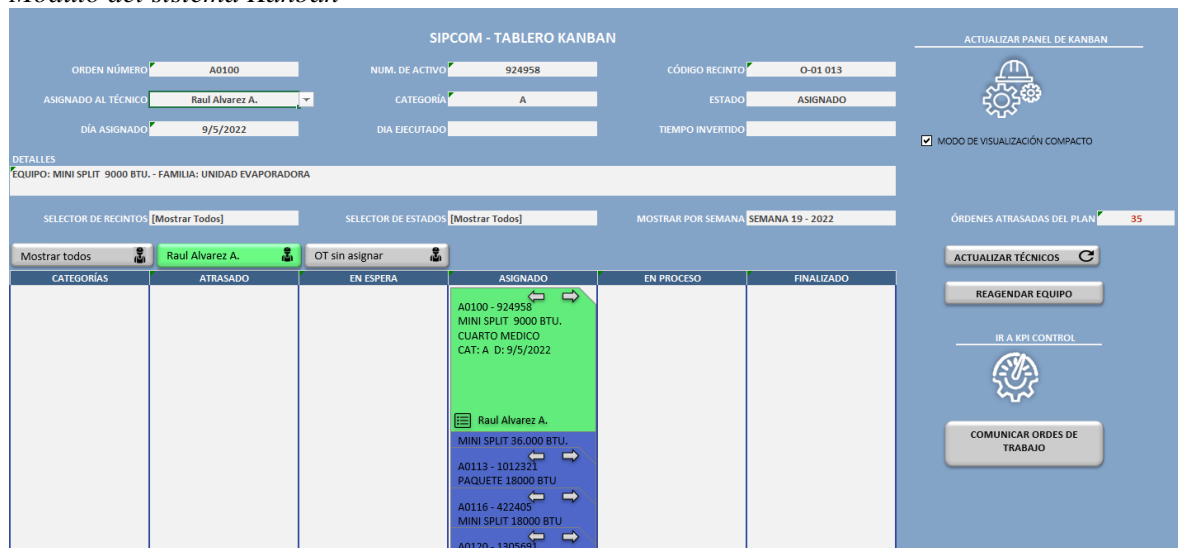 Módulo del sistema Kanban
SIPCOM - TABLERO KANBAN
ACTUALIZAR PANEL DE KANBAN
ORDEN NÚMERO A0100 NUM. DE ACTIVO 924958 CÓDIGO RECINTO O-01 013
ASIGNADO AL TÉCNICO Raul Alvarez A. CATEGORÍA A ESTADO ASIGNADO
DÍA ASIGNADO 9/5/2022 DIA EJECUTADO TIEMPO INVERTIDO
MODO DE VISUALIZACIÓN COMPACTO
DETALLES
EQUIPO: MINI SPLIT 9000 BTU. - FAMILIA: UNIDAD EVAPORADORA
SELECTOR DE RECINTOS [Mostrar Todos] SELECTOR DE ESTADOS [Mostrar Todos] MOSTRAR POR SEMANA SEMANA 19 - 2022 ÓRDENES ATRASADAS DEL PLAN 35
Mostrar todos Raul Alvarez A. OT sin asignar
ACTUALIZAR TÉCNICOS
CATEGORÍAS ATRASADO EN ESPERA ASIGNADO EN PROCESO FINALIZADO
REAGENDAR EQUIPO
A0100 - 924958
MINI SPLIT 9000 BTU.
CUARTO MEDICO
CAT: A D: 9/5/2022
Raul Alvarez A.
IR A KPI CONTROL
COMUNICAR ORDES DE
TRABAJO
MINI SPLIT 36.000 BTU.
A0113 - 1012321
PAQUETE 18000 BTU
A0116 - 422405
MINI SPLIT 18000 BTU
A0120 - 1305691